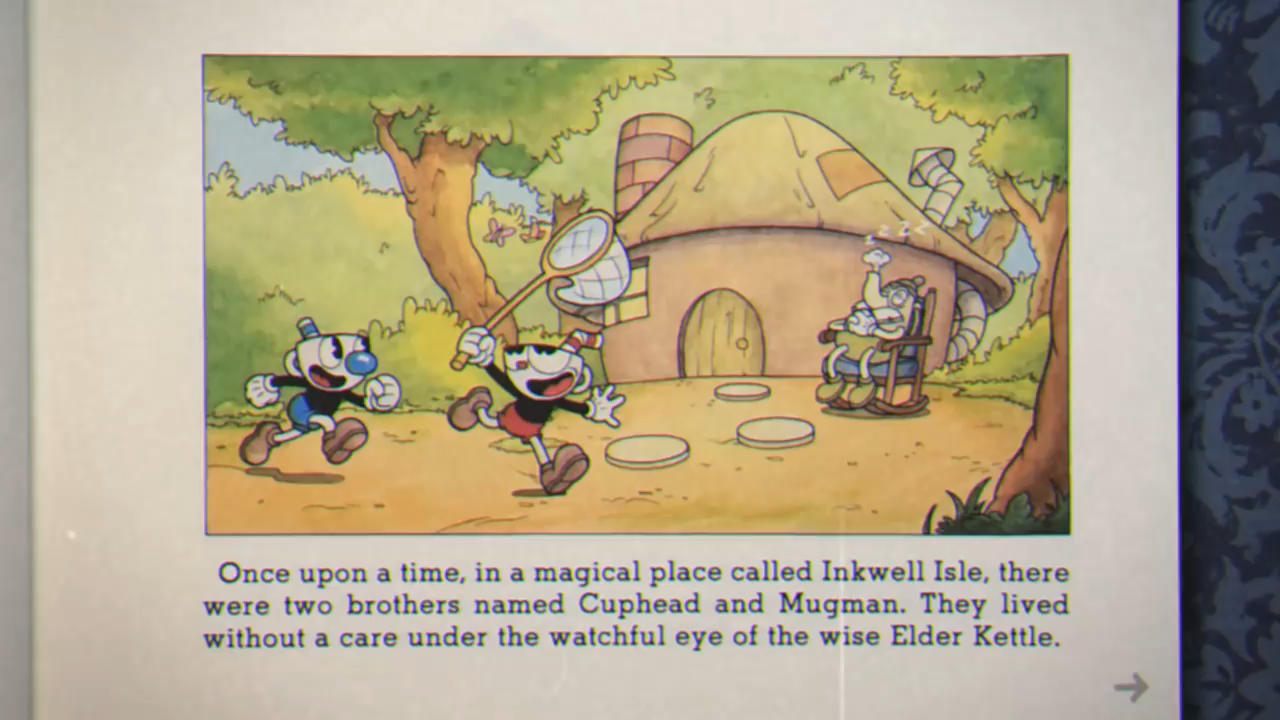 z z z z
Once upon a time, in a magical place called Inkwell Isle, there
were two brothers named Cuphead and Mugman. They lived
without a care under the watchful eye of the wise Elder Kettle.